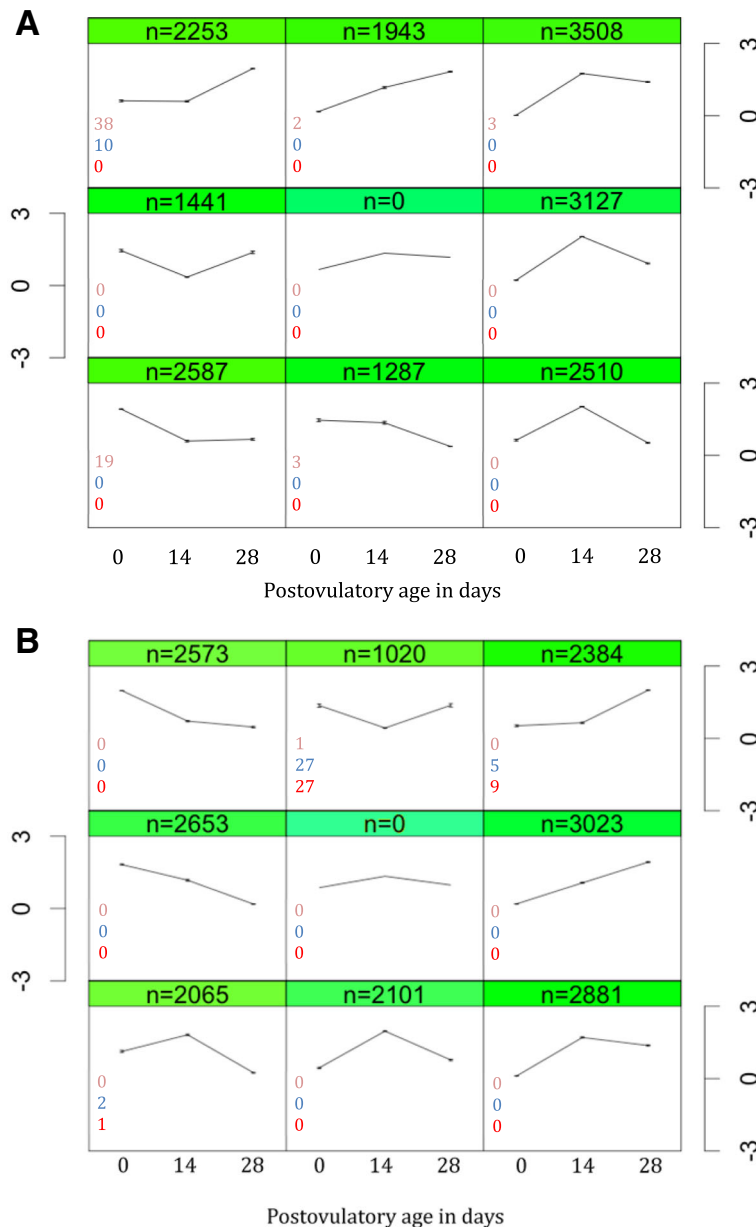 A
n=2253 n=1943 n=3508
3
0
-3
38 2 3
10 0 0
0 0 0
n=1441 n=0 n=3127
3
0
-3
0 0 0
0 0 0
0 0 0
n=2587 n=1287 n=2510
3
0
-3
19 3 0
0 0 0
0 0 0
0 14 28 0 14 28 0 14 28
Postovulatory age in days
B
n=2573 n=1020 n=2384
3
0
-3
0 1 0
0 27 5
0 27 9
n=2653 n=0 n=3023
3
0
-3
0 0 0
0 0 0
0 0 0
n=2065 n=2101 n=2881
3
0
-3
0 0 0
2 0 0
1 0 0
0 14 28 0 14 28 0 14 28
Postovulatory age in days